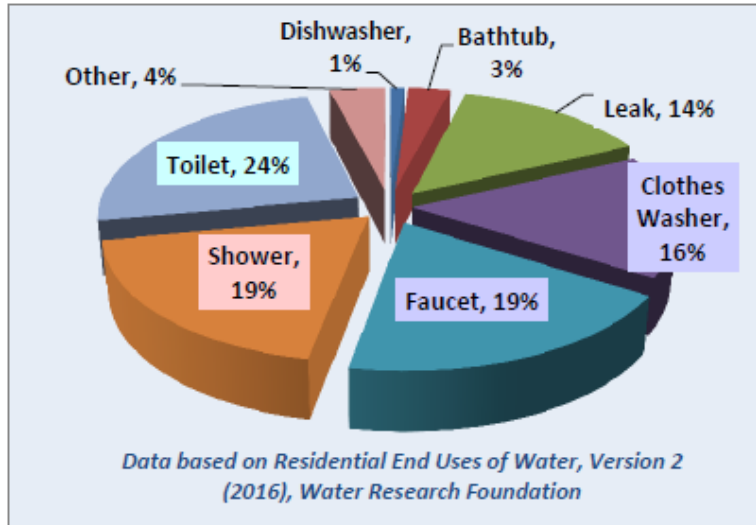 Dishwasher,
1%
Bathtub,
3%
Other, 4%
Leak, 14%
Toilet, 24%
Clothes
Washer,
16%
Shower,
19%
Faucet, 19%
Data based on Residential End Uses of Water, Version 2
(2016), Water Research Foundation